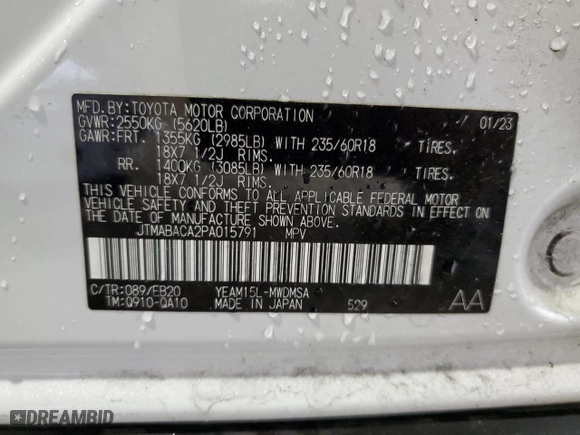 MFD.BY:TOYOTA MOTOR CORPORATION 01/23
GVWR:2550KG (5620LB)
GAWR:FRT. 1355KG (2985LB) WITH 235/60R18 TIRES.
18X7 1/2J RIMS.
RR. 1400KG (3085LB) WITH 235/60R18 TIRES.
18X7 1/2J RIMS.
THIS VEHICLE CONFORMS TO ALL APPLICABLE FEDERAL MOTOR
VEHICLE SAFETY AND THEFT PREVENTION STANDARDS IN EFFECT
ON THE DATE OF MANUFACTURE SHOWN ABOVE.
JTMABACA2PA015791 MPV
C/TR:089/EB20 YEAM15L-MWDMSA
TM:Q910-QA10 MADE IN JAPAN 529 AA
DREAMBID